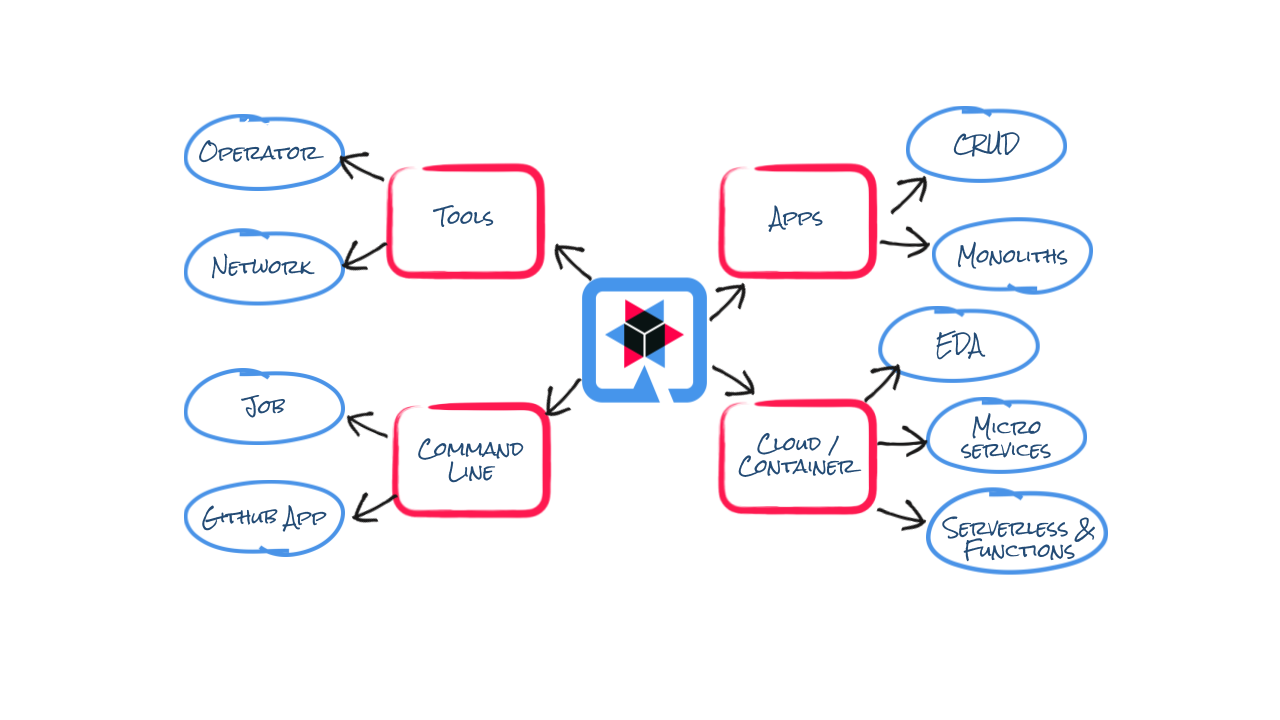 Operator
Network
Tools
Job
Github App
Command
Line
Apps
CRUD
Monoliths
Cloud /
Container
EDA
Micro
services
Serverless &
Functions